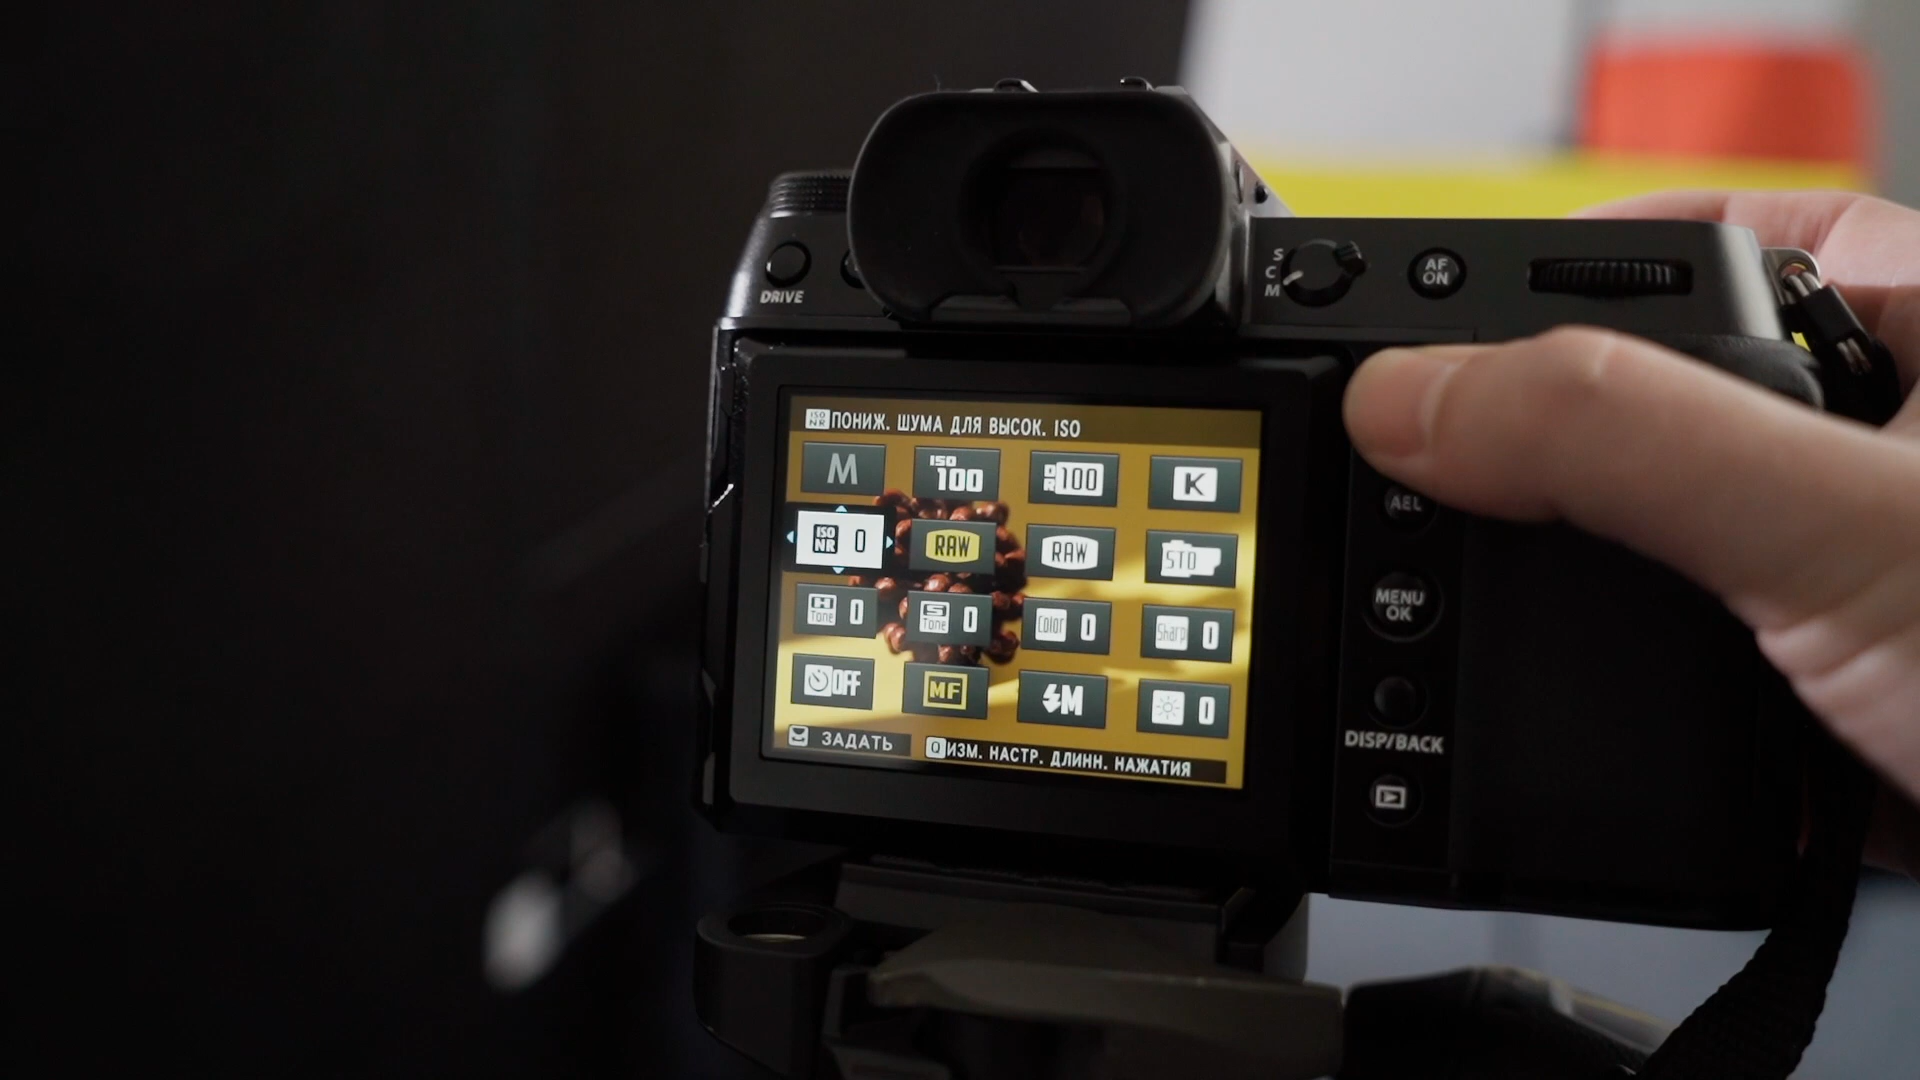 DRIVE
S
C
M
AF
ON
ISO
NR ПОНИЖ. ШУМА ДЛЯ ВЫСОК. ISO
M
ISO
100
D
R 100
K
ISO
NR 0
RAW
RAW
STD
H
Tone 0
S
Tone 0
Color 0
Sharp 0
OFF
MF
M
0
ЗАДАТЬ
Q ИЗМ. НАСТР. ДЛИНН. НАЖАТИЯ
AEL
MENU
OK
DISP/BACK